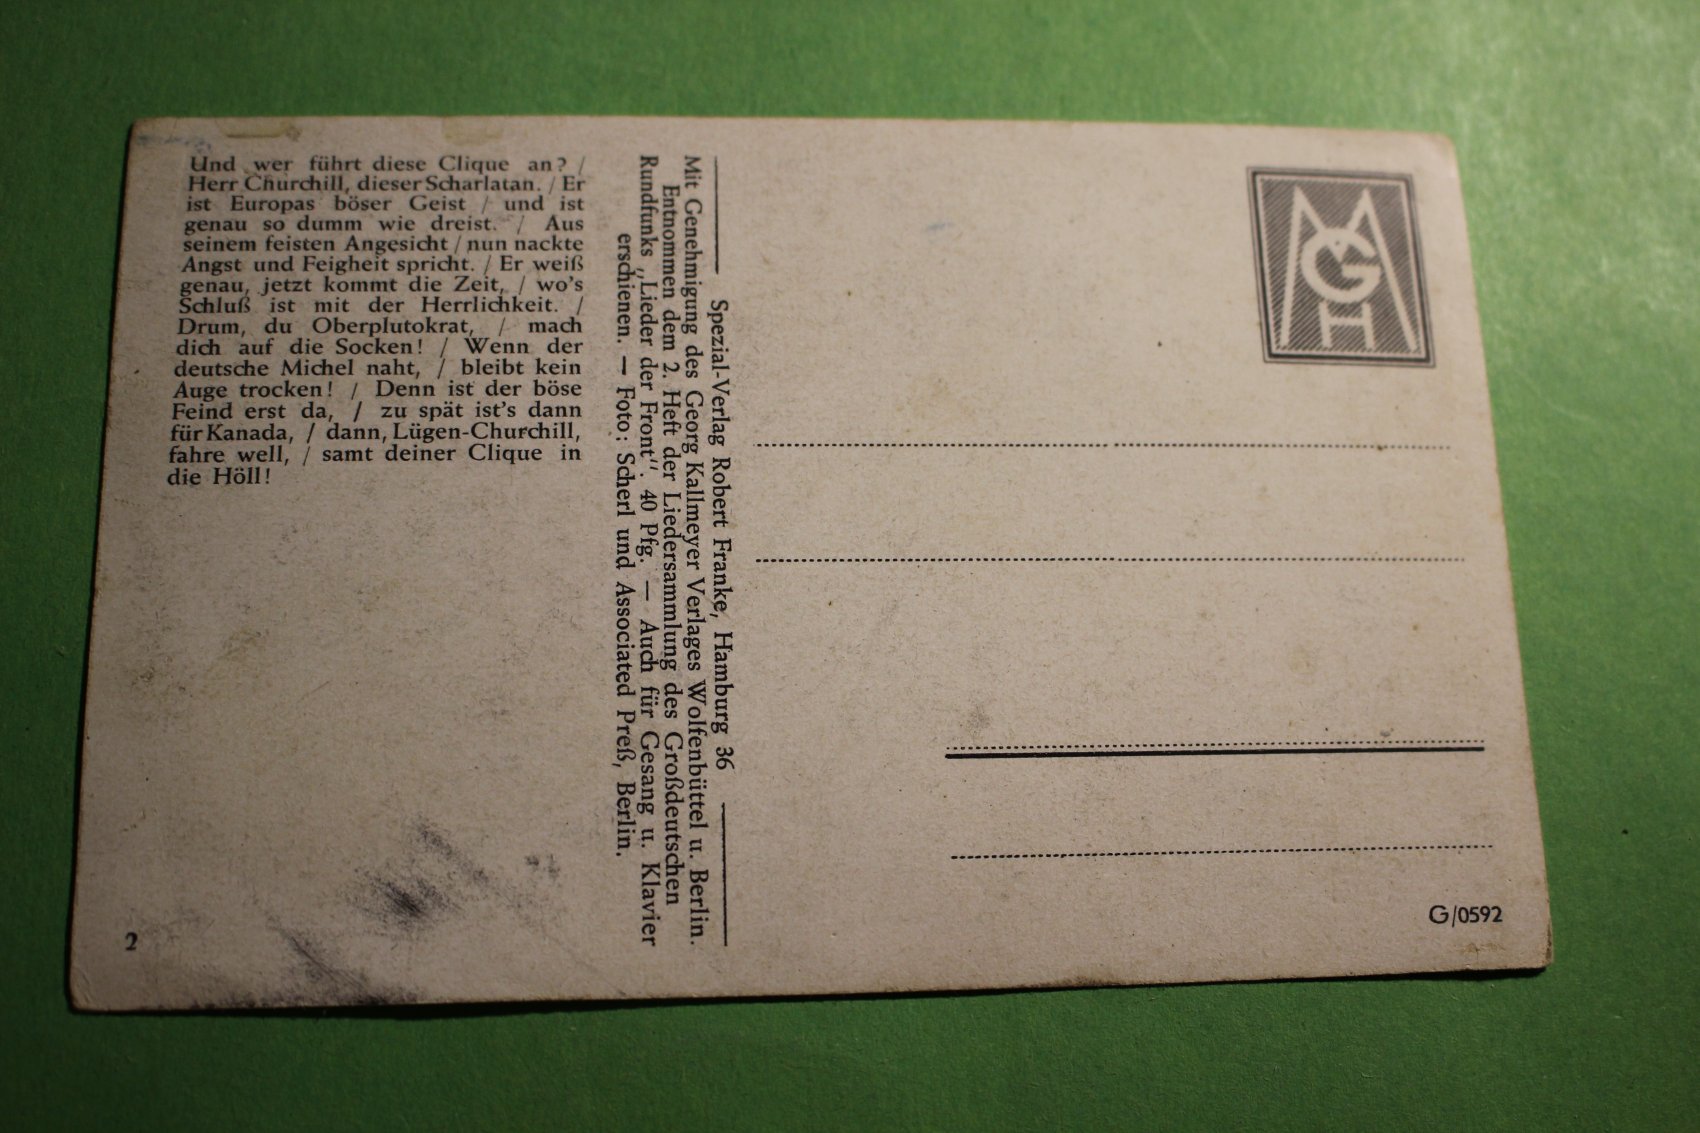 Und wer führt diese Clique an? /
Herr Churchill, dieser Scharlatan. / Er
ist Europas böser Geist / und ist
genau so dumm wie dreist. / Aus
seinem feisten Angesicht / nun nackte
Angst und Feigheit spricht. / Er weiß
genau, jetzt kommt die Zeit, / wo's
Schluß ist mit der Herrlichkeit. /
Drum, du Oberplutokrat, / mach
dich auf die Socken! / Wenn der
deutsche Michel naht, / bleibt kein
Auge trocken! / Denn ist der böse
Feind erst da, / zu spät ist's dann
für Kanada, / dann, Lügen-Churchill,
fahre well, / samt deiner Clique in
die Höll!
2
Spezial-Verlag Robert Franke, Hamburg 36
Mit Genehmigung des Georg Kallmeyer Verlages Wolfenbüttel u. Berlin.
Entnommen dem 2. Heft der Liedersammlung des Großdeutschen
Rundfunks „Lieder der Front“. 40 Pfg. — Auch für Gesang u. Klavier
erschienen. — Foto: Scherl und Associated Preß, Berlin.
MGH
G/0592